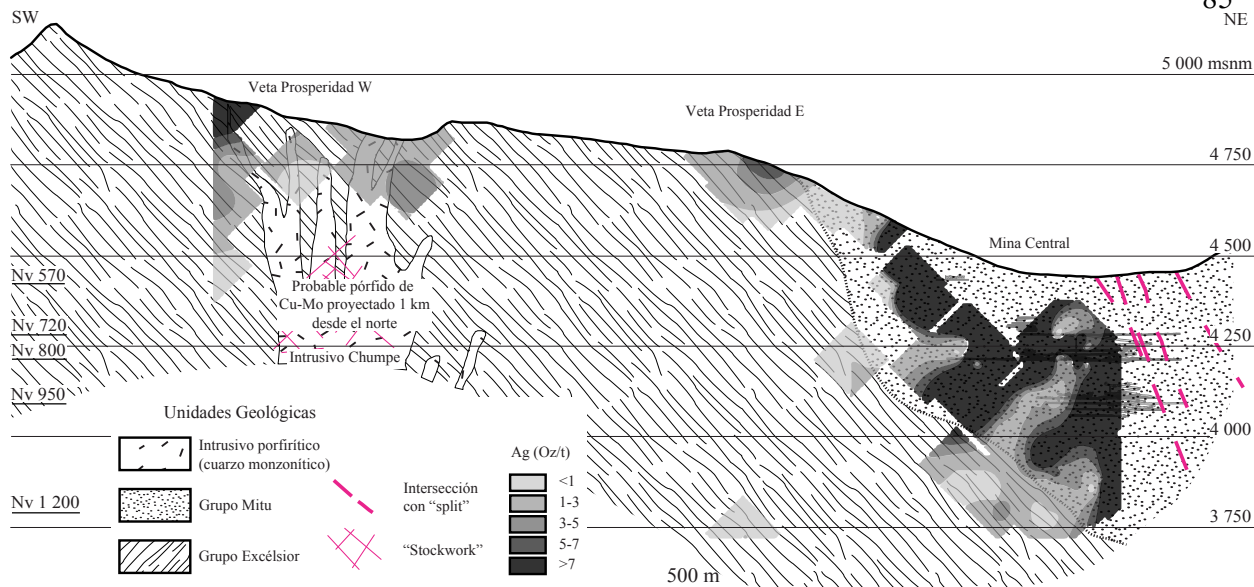 85
SW
NE
5 000 msnm
Veta Prosperidad W
Veta Prosperidad E
4 750
Mina Central
4 500
Nv 570
Probable pórfido de
Cu-Mo proyectado 1 km
desde el norte
Nv 720
4 250
Nv 800
Intrusivo Chumpe
Nv 950
Unidades Geológicas
4 000
Intrusivo porfirítico
(cuarzo monzonítico)
Ag (Oz/t)
<1
Intersección
con “split”
1-3
Nv 1 200
Grupo Mitu
3-5
3 750
5-7
Grupo Excélsior
“Stockwork”
>7
500 m